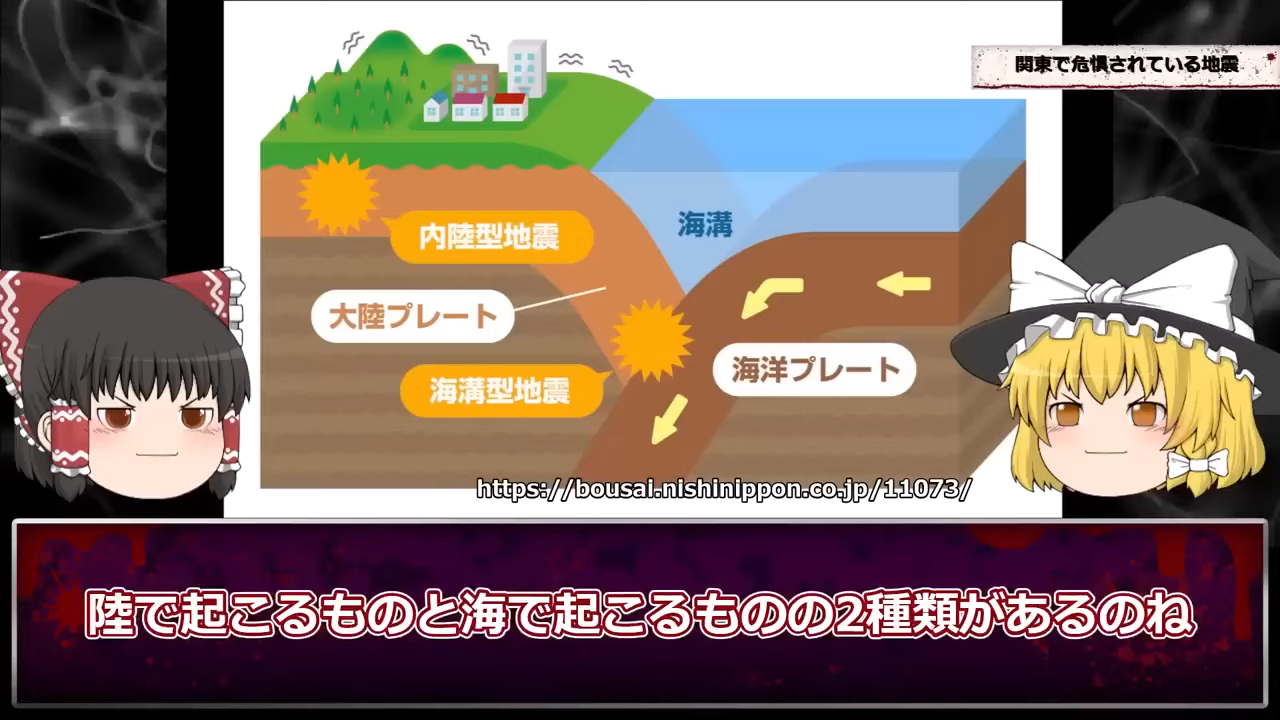 関東で危惧されている地震
海溝
内陸型地震
大陸プレート
海洋プレート
海溝型地震
https://bousai.nishinippon.co.jp/11073/
陸で起こるものと海で起こるものの2種類があるのね